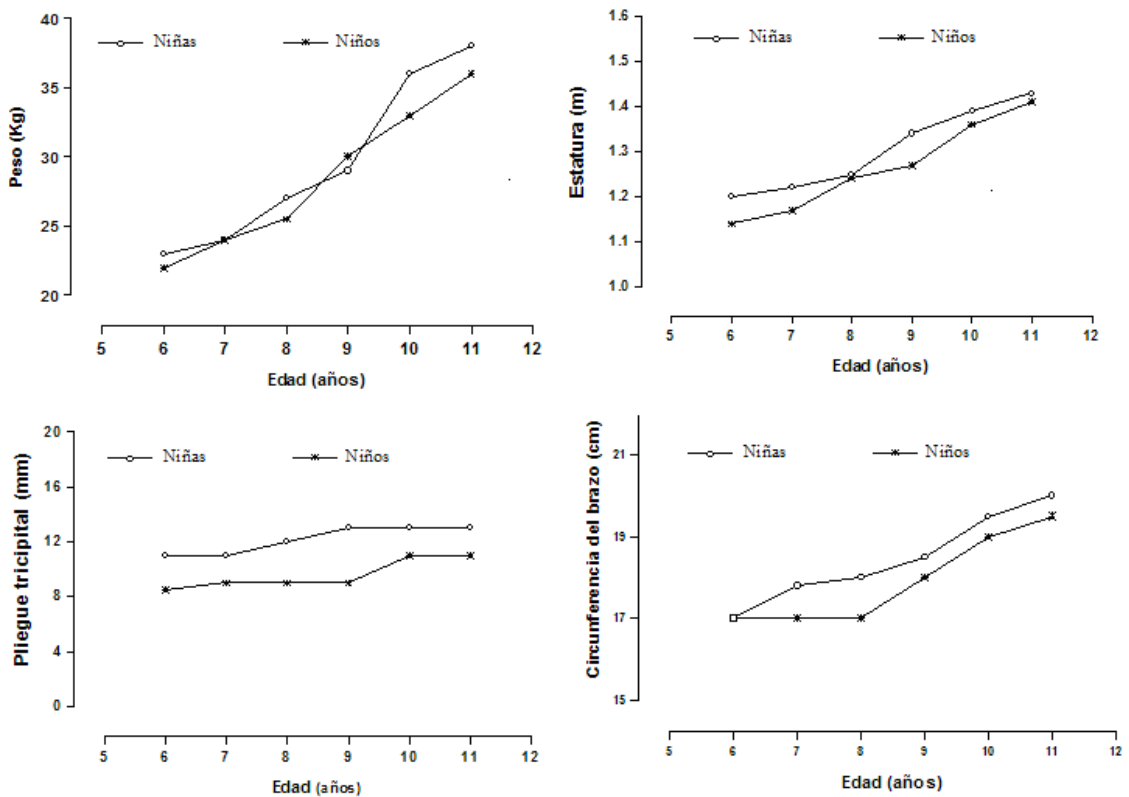 Peso (Kg)
40
35
30
25
20
Niñas
Niños
5 6 7 8 9 10 11 12
Edad (años)
Estatura (m)
1.6
1.5
1.4
1.3
1.2
1.1
1.0
Niñas
Niños
5 6 7 8 9 10 11 12
Edad (años)
Pliegue tricipital (mm)
20
16
12
8
4
0
Niñas
Niños
5 6 7 8 9 10 11 12
Edad (años)
Circunferencia del brazo (cm)
21
19
17
15
Niñas
Niños
5 6 7 8 9 10 11 12
Edad (años)